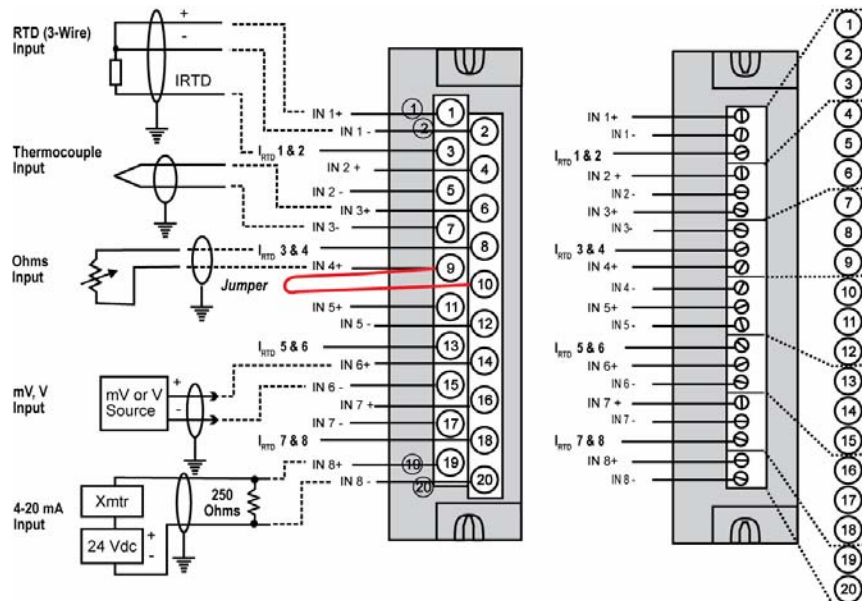 RTD (3-Wire)
Input
+
-
IRTD
Thermocouple
Input
Ohms
Input
Jumper
mV, V
Input
mV or V
Source
+
-
4-20 mA
Input
Xmtr
24 Vdc
+
-
250
Ohms
IN 1+
IN 1 -
IRTD 1 & 2
IN 2 +
IN 2 -
IN 3+
IN 3-
IRTD 3 & 4
IN 4+
IN 5+
IN 5 -
IRTD 5 & 6
IN 6+
IN 6 -
IN 7 +
IN 7 -
IRTD 7 & 8
IN 8+
IN 8 -
1
2
19
20
1
2
3
4
5
6
7
8
9
10
11
12
13
14
15
16
17
18
19
20
IN 1+
IN 1 -
IRTD 1 & 2
IN 2 +
IN 2 -
IN 3+
IN 3-
IRTD 3 & 4
IN 4+
IN 4 -
IN 5+
IN 5 -
IRTD 5 & 6
IN 6+
IN 6 -
IN 7 +
IN 7 -
IRTD 7 & 8
IN 8+
IN 8 -
1
2
3
4
5
6
7
8
9
10
11
12
13
14
15
16
17
18
19
20